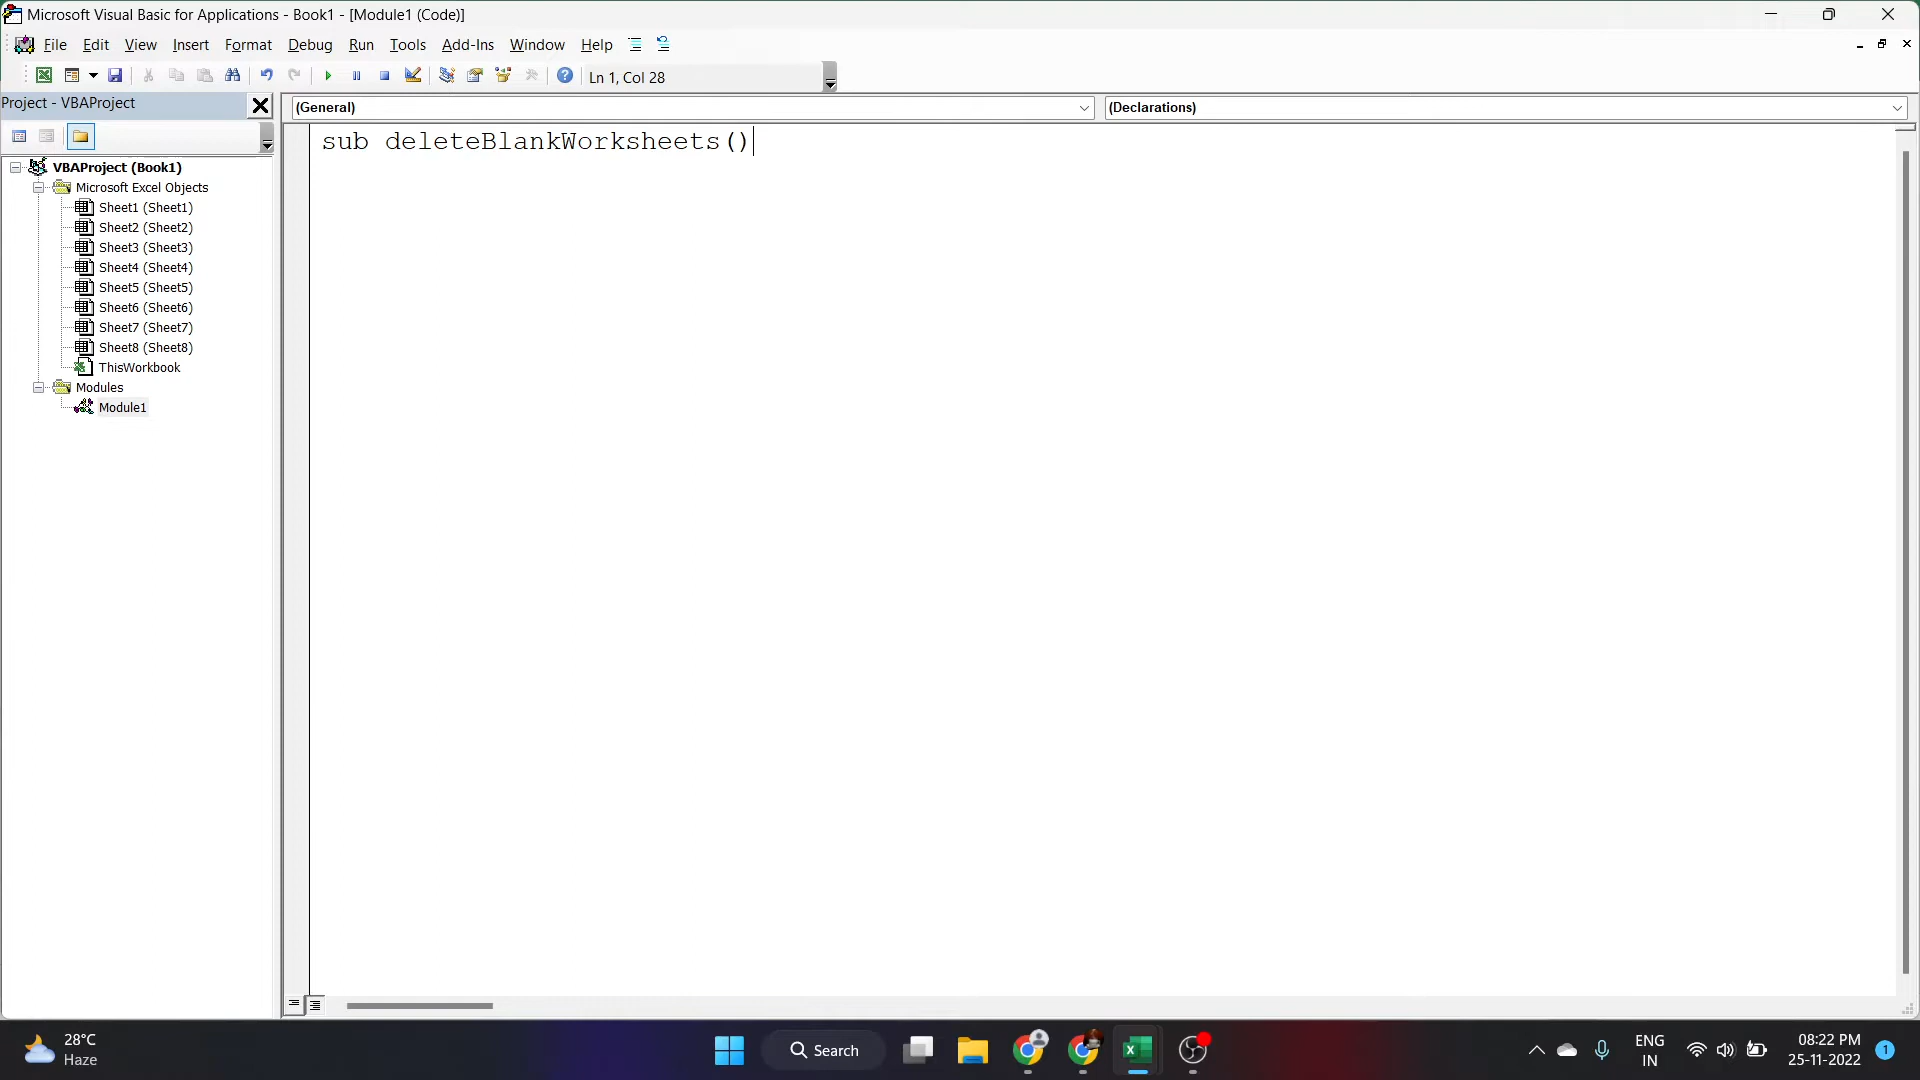 Microsoft Visual Basic for Applications - Book1 - [Module1 (Code)]
File Edit View Insert Format Debug Run Tools Add-Ins Window Help
Ln 1, Col 28
Project - VBAProject
(General) (Declarations)
sub deleteBlankWorksheets()
VBAProject (Book1)
Microsoft Excel Objects
Sheet1 (Sheet1)
Sheet2 (Sheet2)
Sheet3 (Sheet3)
Sheet4 (Sheet4)
Sheet5 (Sheet5)
Sheet6 (Sheet6)
Sheet7 (Sheet7)
Sheet8 (Sheet8)
ThisWorkbook
Modules
Module1
28°C
Haze
Search
ENG
IN
08:22 PM
25-11-2022
1